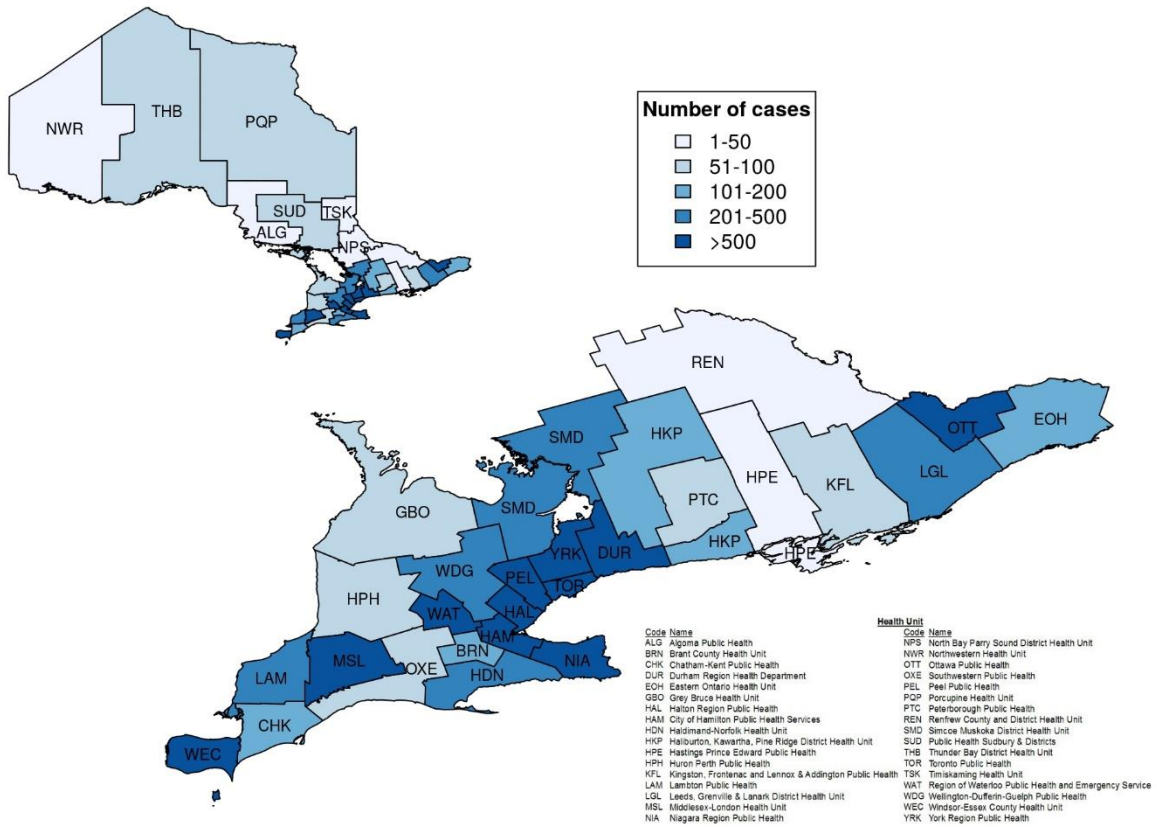 NWR
THB
PQP
SUD
TSK
ALG
NPS
Number of cases
1-50
51-100
101-200
201-500
>500
REN
SMD
HKP
OTT
EOH
HPE
KFL
LGL
PTC
GBO
SMD
HKP
HPE
YRK
DUR
WDG
PEL
TOR
HPH
WAT
HAL
HAM
BRN
MSL
OXE
NIA
LAM
HDN
CHK
WEC
Health Unit
Code Name
ALG Algoma Public Health
BRN Brant County Health Unit
CHK Chatham-Kent Public Health
DUR Durham Region Health Department
EOH Eastern Ontario Health Unit
GBO Grey Bruce Health Unit
HAL Halton Region Public Health
HAM City of Hamilton Public Health Services
HDN Haldimand-Norfolk Health Unit
HKP Haliburton, Kawartha, Pine Ridge District Health Unit
HPE Hastings Prince Edward Public Health
HPH Huron Perth Public Health
KFL Kingston, Frontenac and Lennox & Addington Public Health
LAM Lambton Public Health
LGL Leeds, Grenville & Lanark District Health Unit
MSL Middlesex-London Health Unit
NIA Niagara Region Public Health
Code Name
NPS North Bay Parry Sound District Health Unit
NWR Northwestern Health Unit
OTT Ottawa Public Health
OXE Southwestern Public Health
PEL Peel Public Health
PQP Porcupine Health Unit
PTC Peterborough Public Health
REN Renfrew County and District Health Unit
SMD Simcoe Muskoka District Health Unit
SUD Public Health Sudbury & Districts
THB Thunder Bay District Health Unit
TOR Toronto Public Health
TSK Timiskaming Health Unit
WAT Region of Waterloo Public Health and Emergency Service
WDG Wellington-Dufferin-Guelph Public Health
WEC Windsor-Essex County Health Unit
YRK York Region Public Health